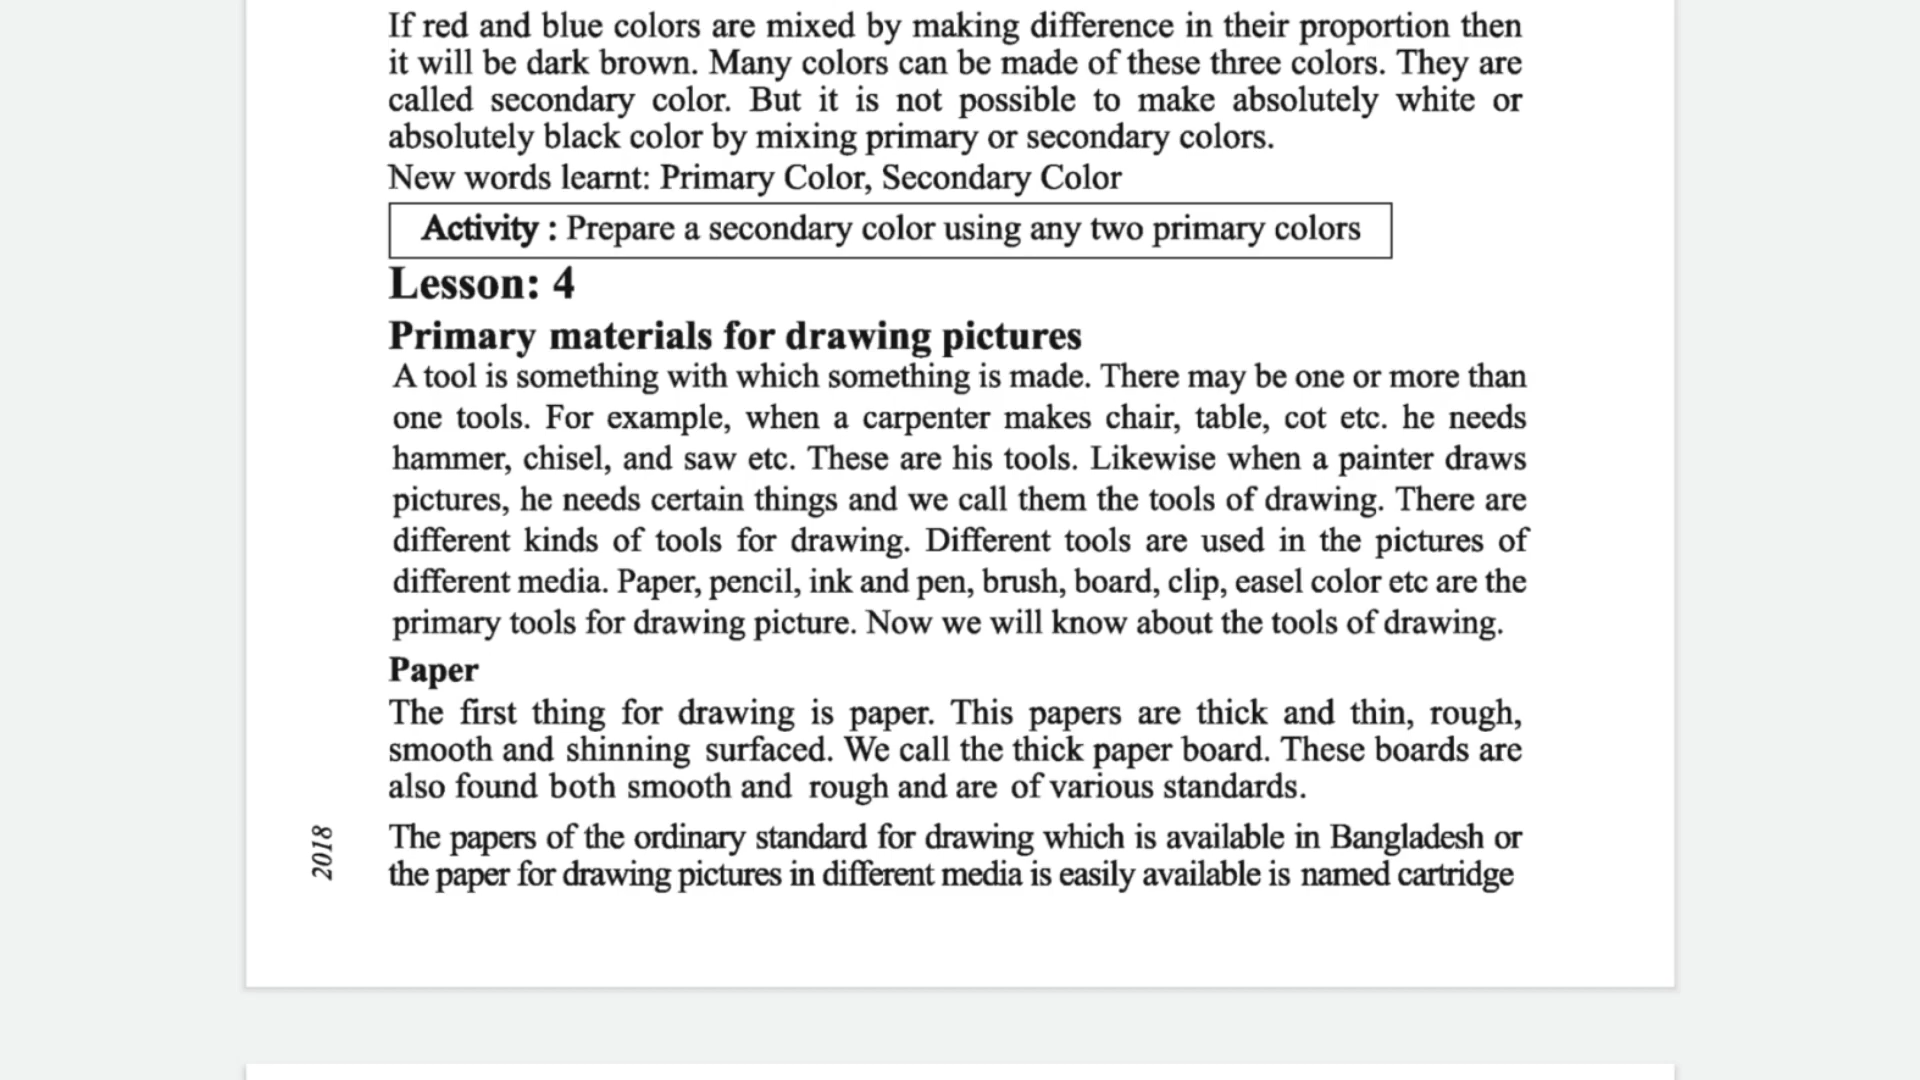 If red and blue colors are mixed by making difference in their proportion then
it will be dark brown. Many colors can be made of these three colors. They are
called secondary color. But it is not possible to make absolutely white or
absolutely black color by mixing primary or secondary colors.
New words learnt: Primary Color, Secondary Color
Activity : Prepare a secondary color using any two primary colors
Lesson: 4
Primary materials for drawing pictures
A tool is something with which something is made. There may be one or more than
one tools. For example, when a carpenter makes chair, table, cot etc. he needs
hammer, chisel, and saw etc. These are his tools. Likewise when a painter draws
pictures, he needs certain things and we call them the tools of drawing. There are
different kinds of tools for drawing. Different tools are used in the pictures of
different media. Paper, pencil, ink and pen, brush, board, clip, easel color etc are the
primary tools for drawing picture. Now we will know about the tools of drawing.
Paper
The first thing for drawing is paper. This papers are thick and thin, rough,
smooth and shinning surfaced. We call the thick paper board. These boards are
also found both smooth and rough and are of various standards.
The papers of the ordinary standard for drawing which is available in Bangladesh or
the paper for drawing pictures in different media is easily available is named cartridge
2018